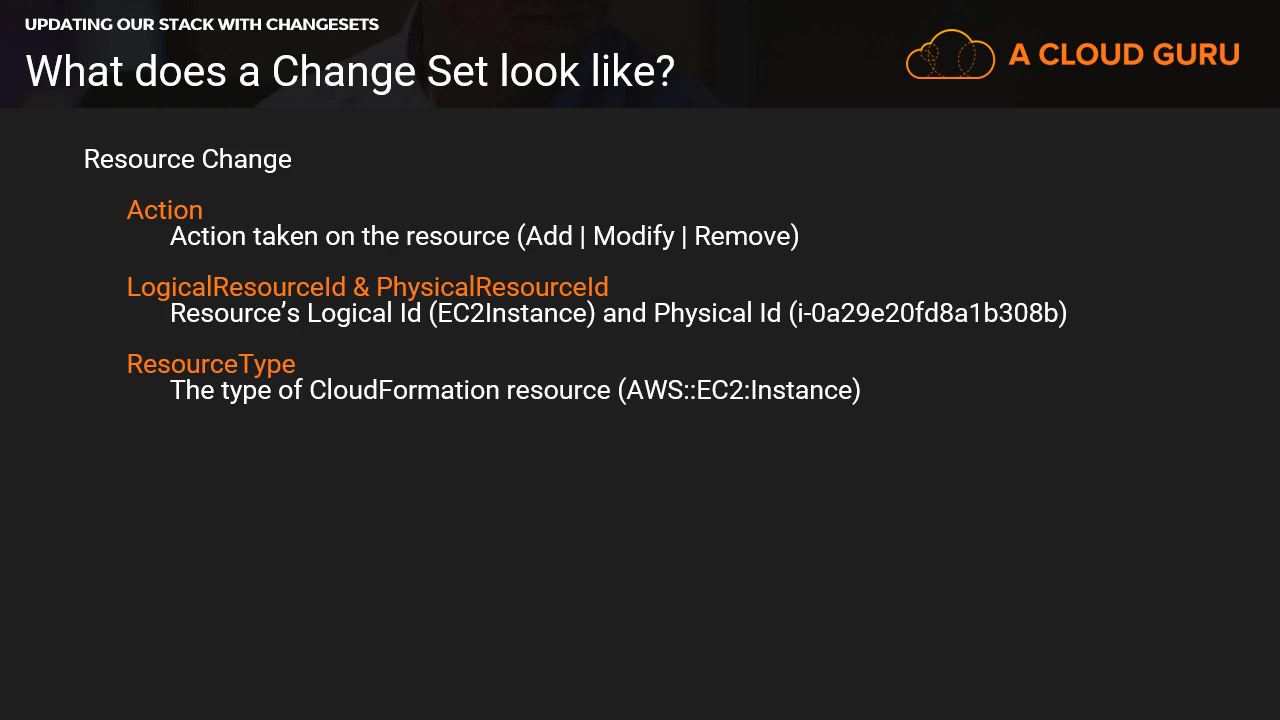 UPDATING OUR STACK WITH CHANGESETS
What does a Change Set look like?
A CLOUD GURU
Resource Change
Action
Action taken on the resource (Add | Modify | Remove)
LogicalResourceId & PhysicalResourceId
Resource’s Logical Id (EC2Instance) and Physical Id (i-0a29e20fd8a1b308b)
ResourceType
The type of CloudFormation resource (AWS::EC2:Instance)